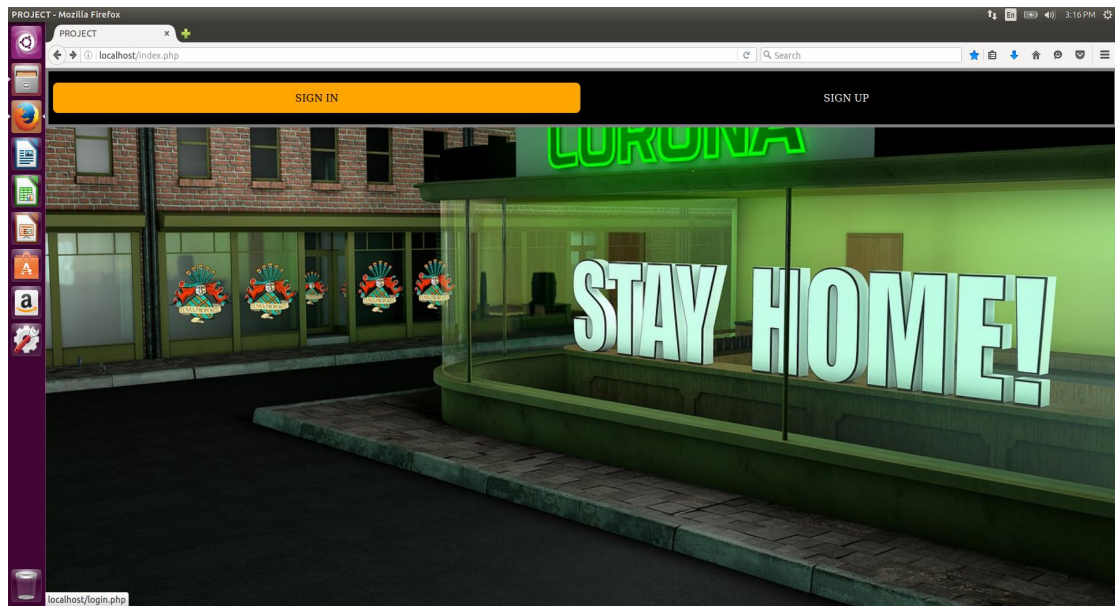 PROJECT - Mozilla Firefox
En
3:16 PM
PROJECT
localhost/index.php
Search
SIGN IN
SIGN UP
CORONA
STAY HOME!
a
localhost/login.php